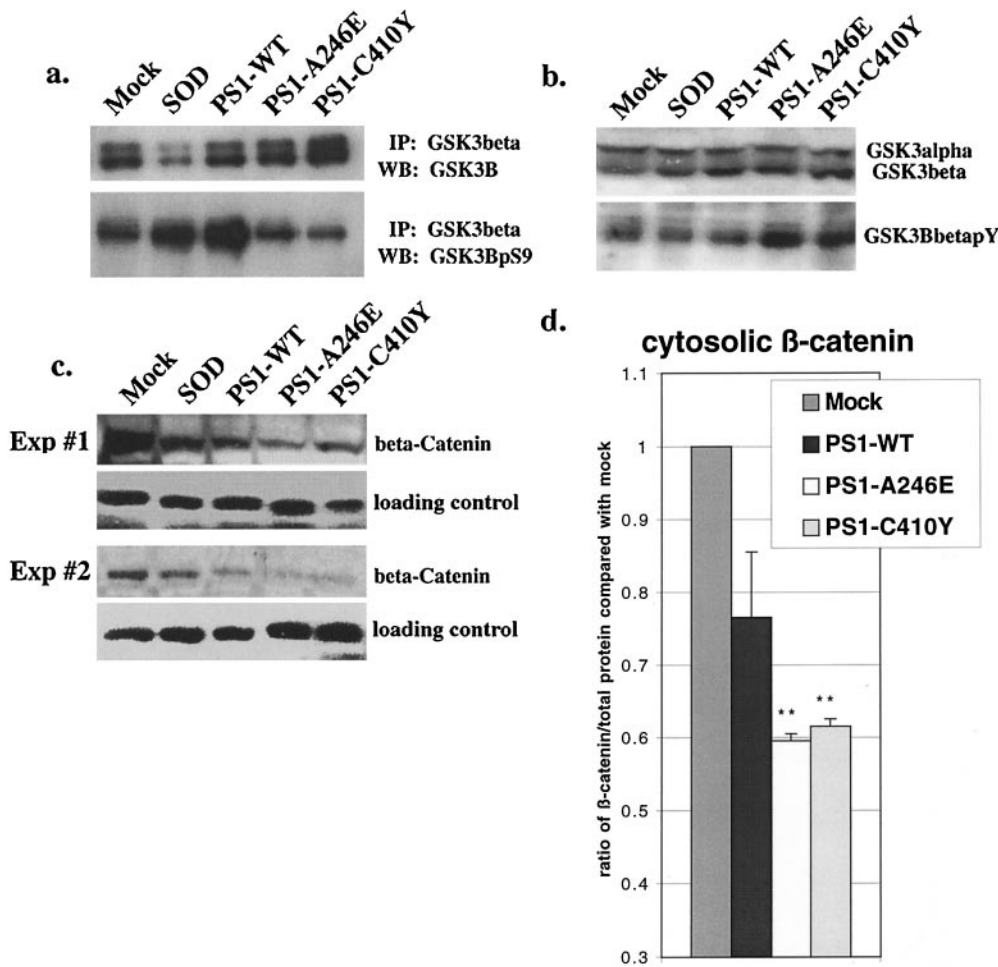 a.
Mock SOD PS1-WT PS1-A246E PS1-C410Y
IP: GSK3beta
WB: GSK3B
IP: GSK3beta
WB: GSK3BpS9
b.
Mock SOD PS1-WT PS1-A246E PS1-C410Y
GSK3alpha
GSK3beta
GSK3BbetapY
c.
Mock SOD PS1-WT PS1-A246E PS1-C410Y
Exp #1
beta-Catenin
loading control
Exp #2
beta-Catenin
loading control
d.
cytosolic ß-catenin
ratio of ß-catenin/total protein compared with mock
1.1
1
0.9
0.8
0.7
0.6
0.5
0.4
0.3
Mock
PS1-WT
PS1-A246E
PS1-C410Y
** **